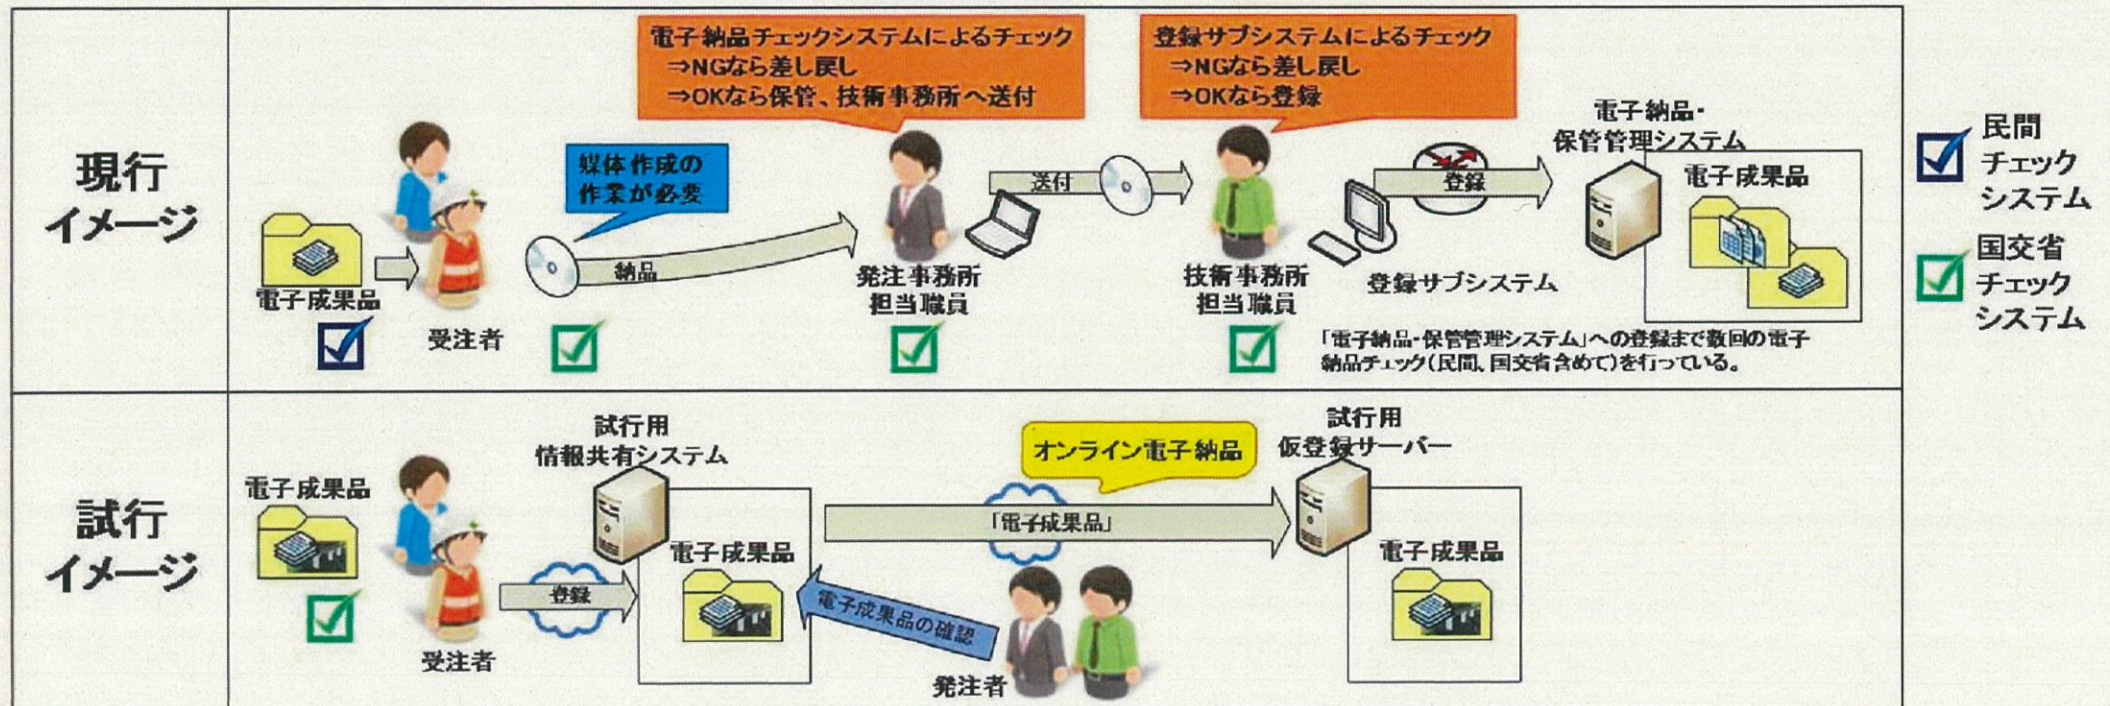 現行
イメージ
電子納品チェックシステムによるチェック
⇒NGなら差し戻し
⇒OKなら保管、技術事務所へ送付
登録サブシステムによるチェック
⇒NGなら差し戻し
⇒OKなら登録
媒体作成の
作業が必要
電子成果品
受注者
納品
発注事務所
担当職員
送付
技術事務所
担当職員
登録
登録サブシステム
電子納品・
保管管理システム
電子成果品
「電子納品・保管管理システム」への登録まで数回の電子
納品チェック(民間、国交省含めて)を行っている。
民間
チェック
システム
国交省
チェック
システム
試行
イメージ
電子成果品
受注者
登録
試行用
情報共有システム
電子成果品
オンライン電子納品
「電子成果品」
電子成果品の確認
発注者
試行用
仮登録サーバー
電子成果品